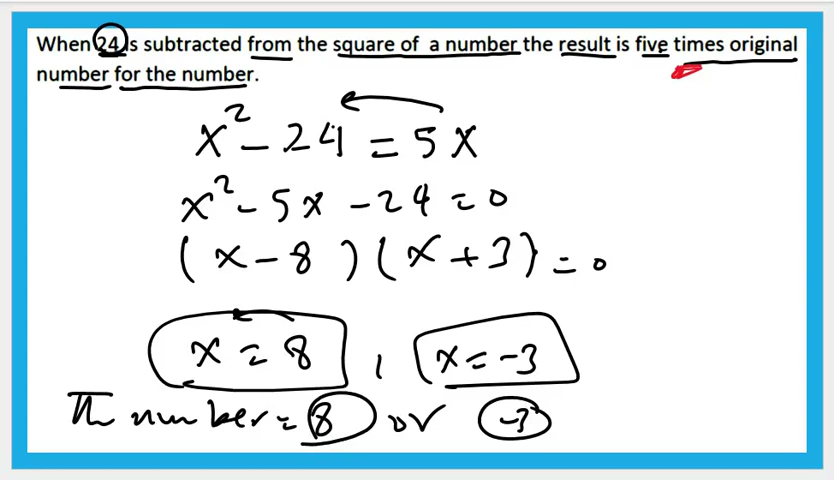 When 24 is subtracted from the square of a number the result is five times original
number for the number.
x² - 24 = 5x
x² - 5x - 24 = 0
(x - 8)(x + 3) = 0
x = 8 , x = -3
The number = 8 or -3